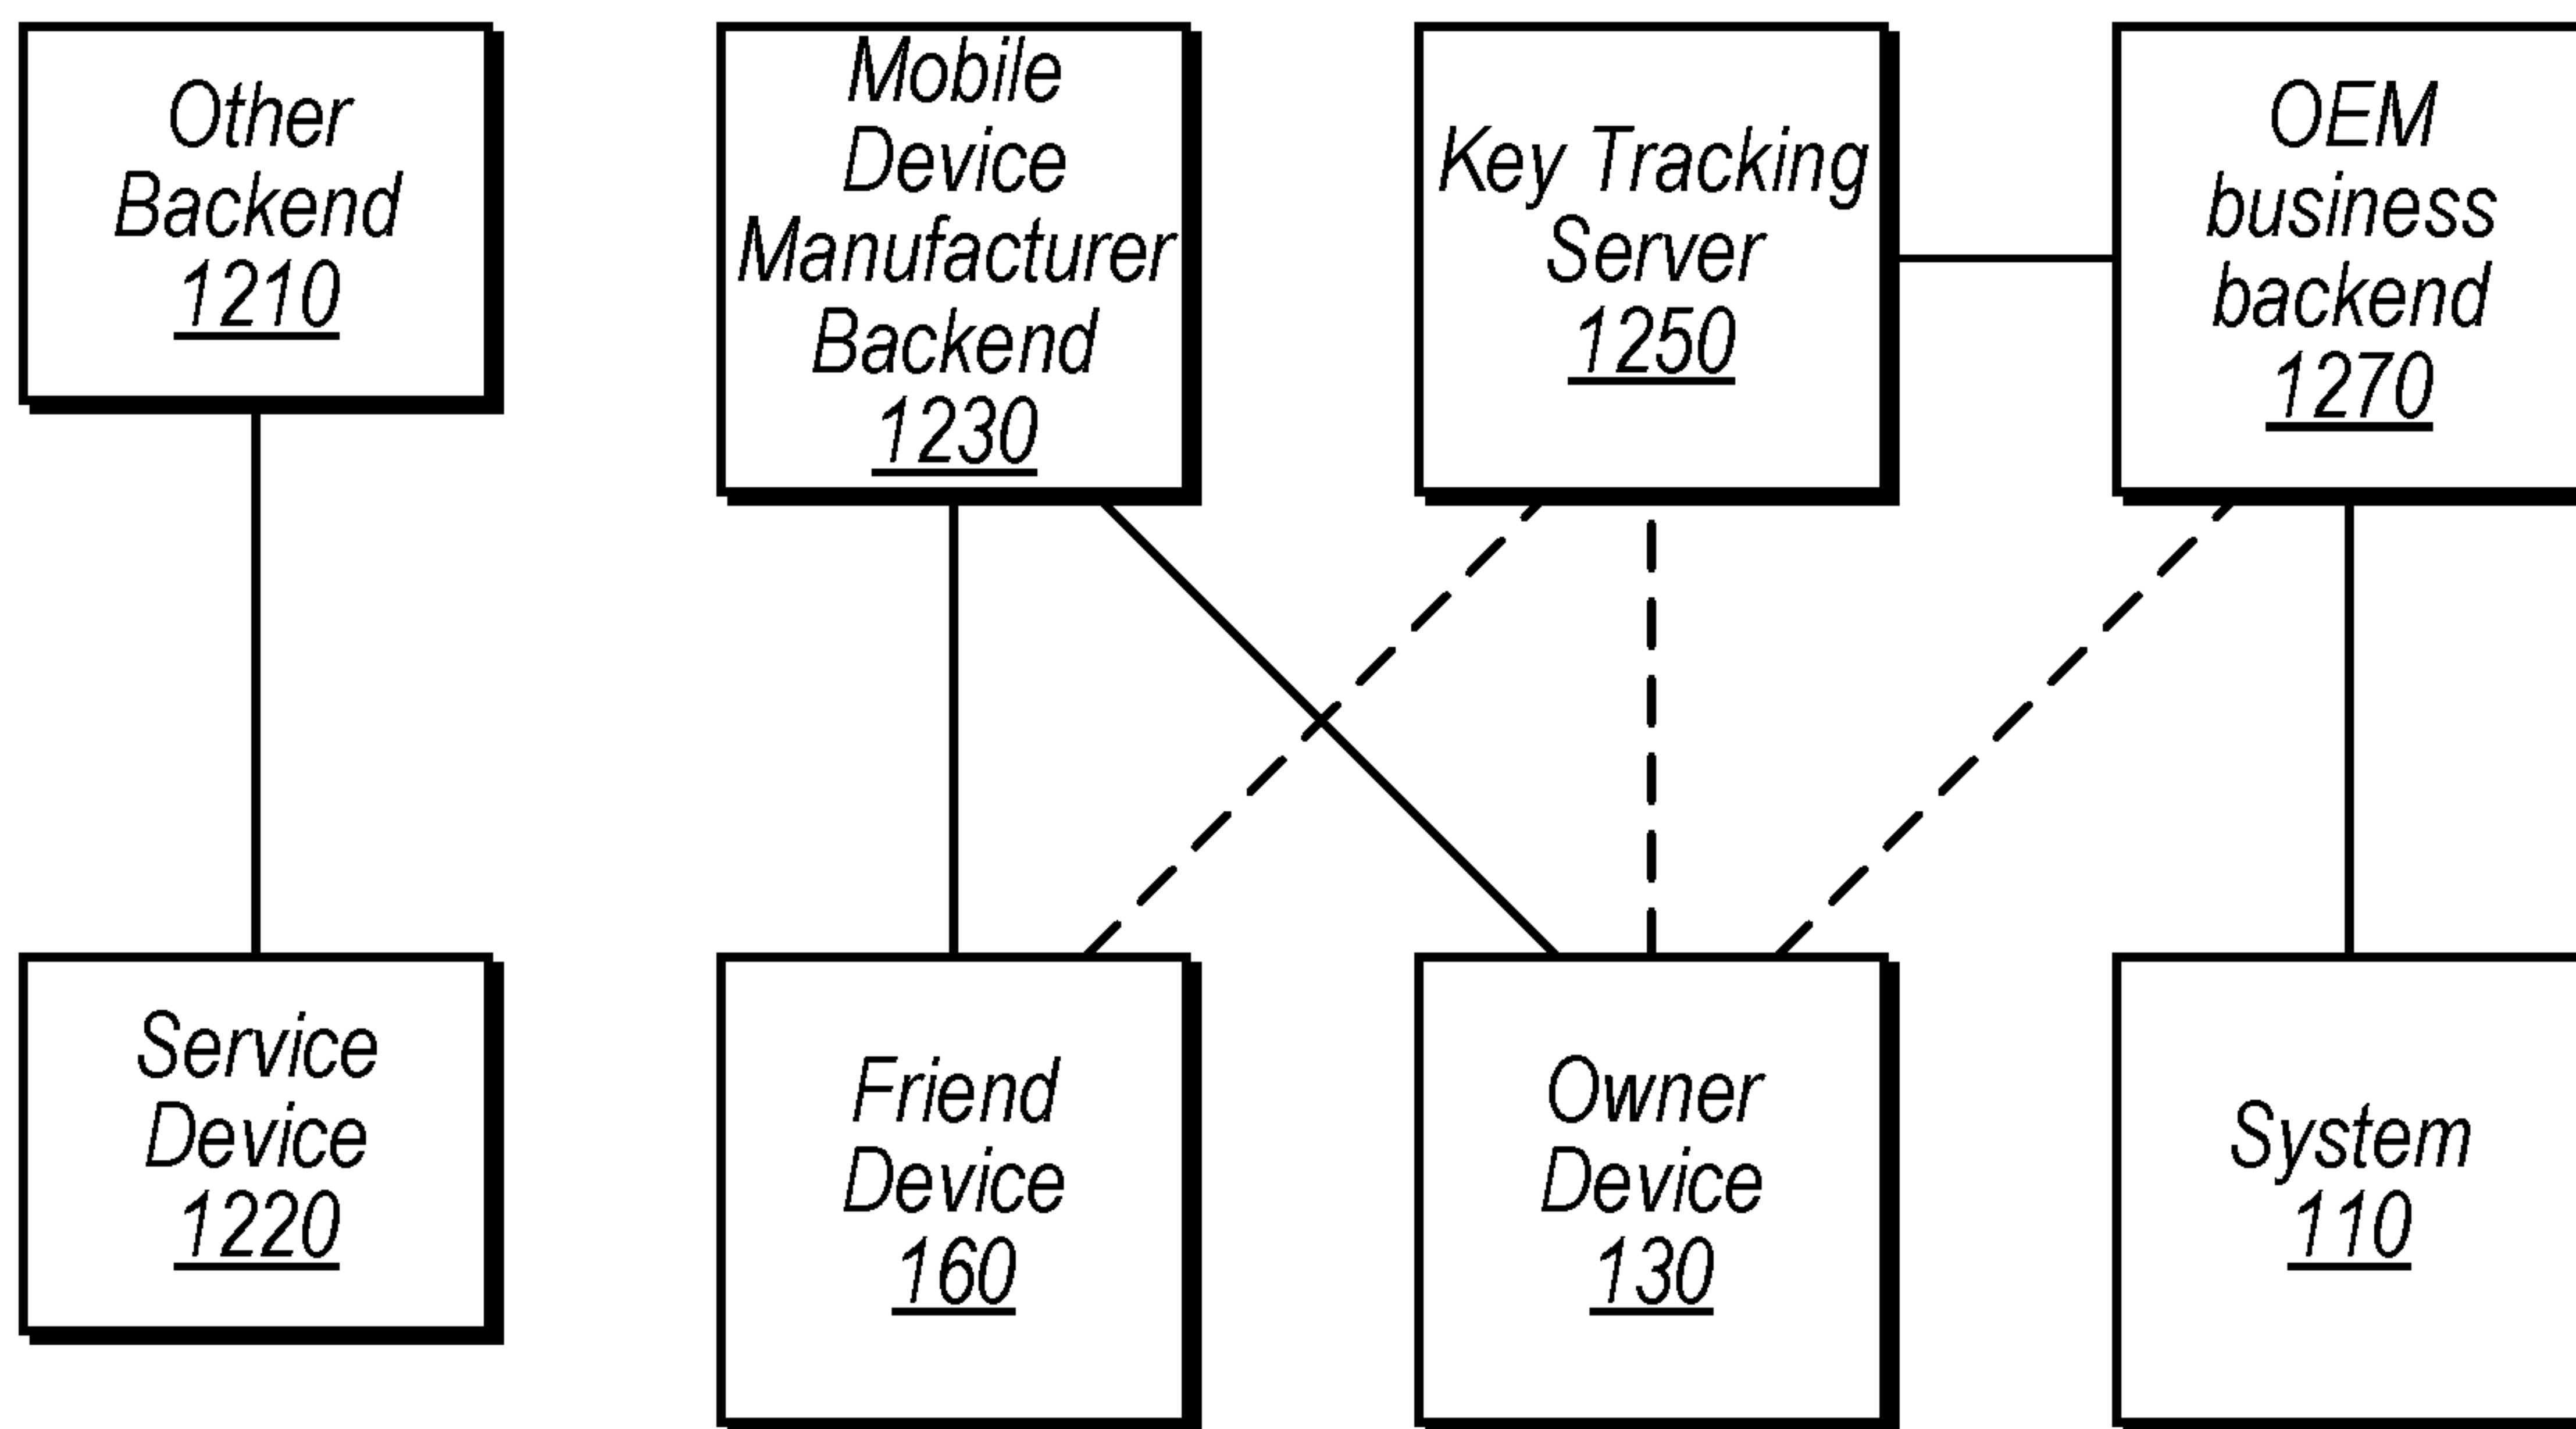 Other
Backend
1210
Mobile
Device
Manufacturer
Backend
1230
Key Tracking
Server
1250
OEM
business
backend
1270
Service
Device
1220
Friend
Device
160
Owner
Device
130
System
110